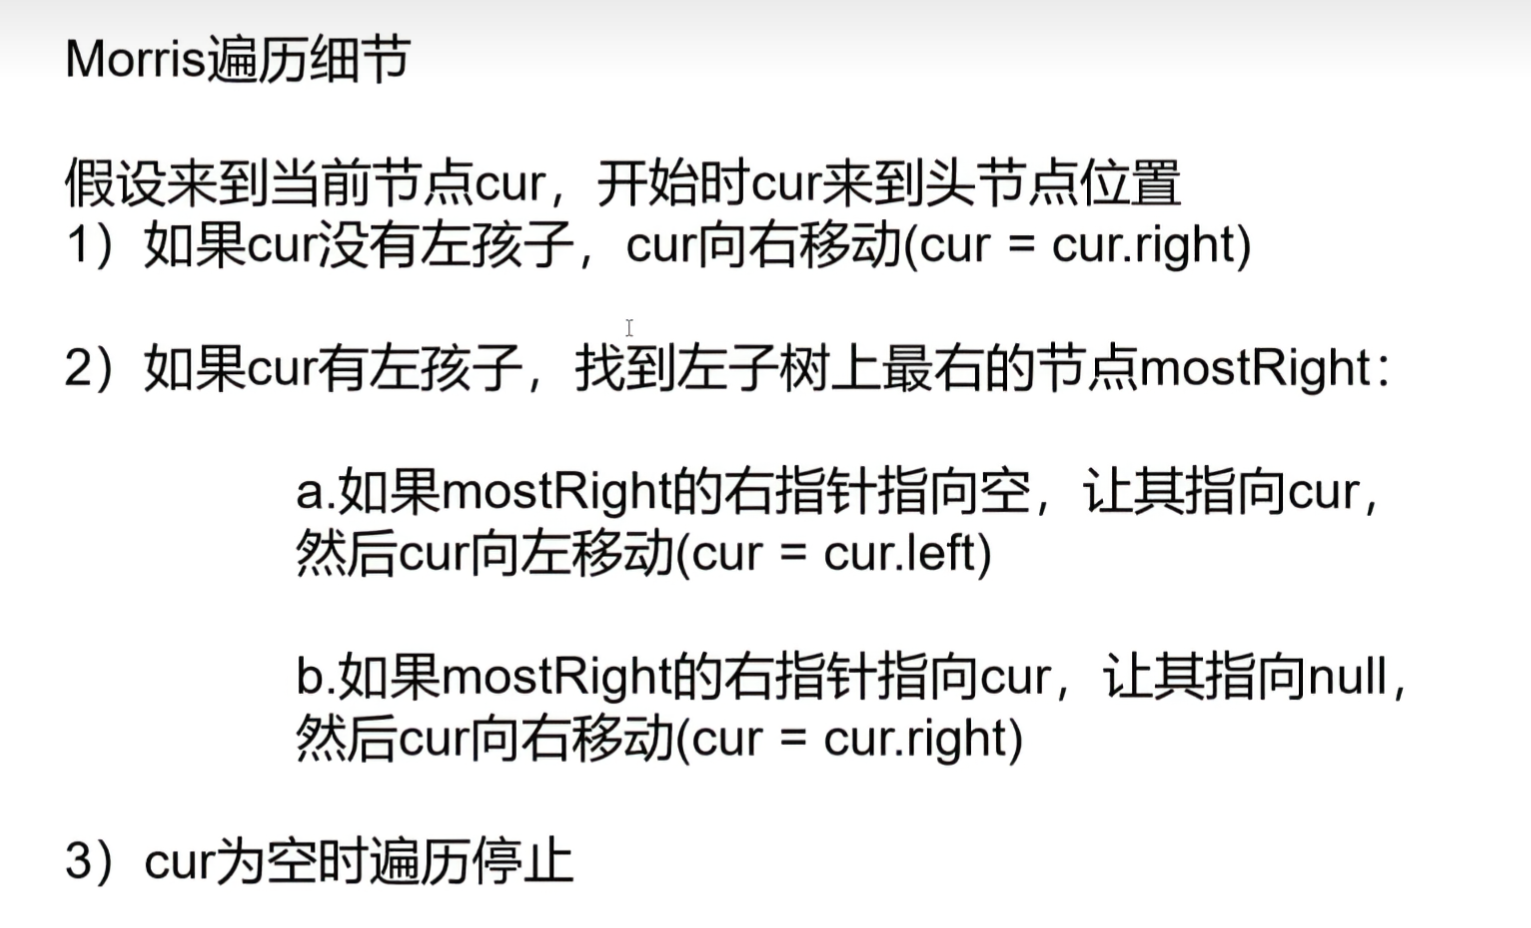 Morris遍历细节
假设来到当前节点cur，开始时cur来到头节点位置
1）如果cur没有左孩子，cur向右移动(cur = cur.right)
2）如果cur有左孩子，找到左子树上最右的节点mostRight：
a.如果mostRight的右指针指向空，让其指向cur，
然后cur向左移动(cur = cur.left)
b.如果mostRight的右指针指向cur，让其指向null，
然后cur向右移动(cur = cur.right)
3）cur为空时遍历停止